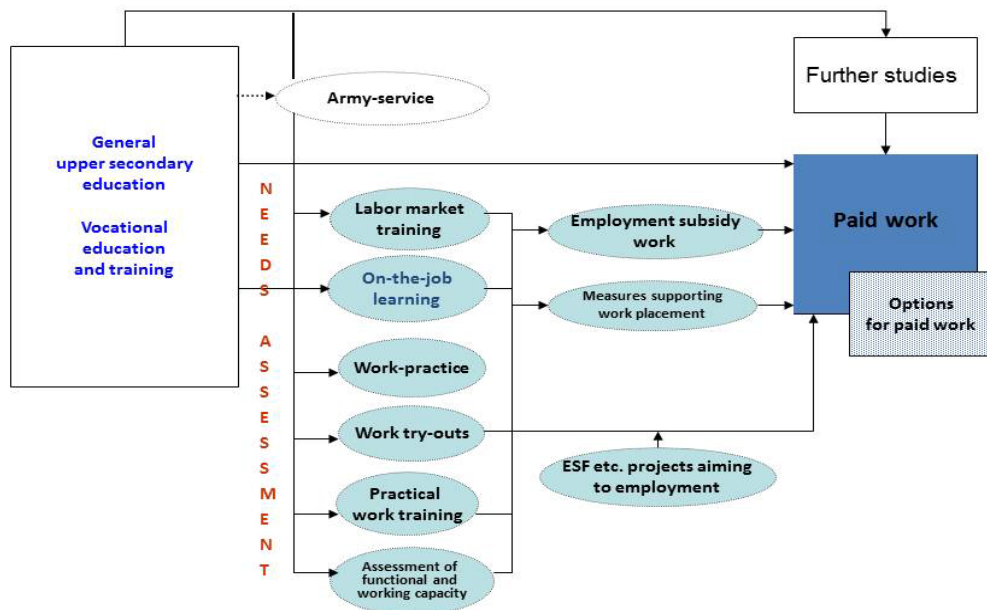 Further studies
Army-service
General
upper secondary
education
Vocational
education
and training
NEEDS
ASSESSMENT
Labor market
training
On-the-job
learning
Work-practice
Work try-outs
Practical
work training
Assessment of
functional and
working capacity
Employment subsidy
work
Measures supporting
work placement
ESF etc. projects aiming
to employment
Paid work
Options
for paid work